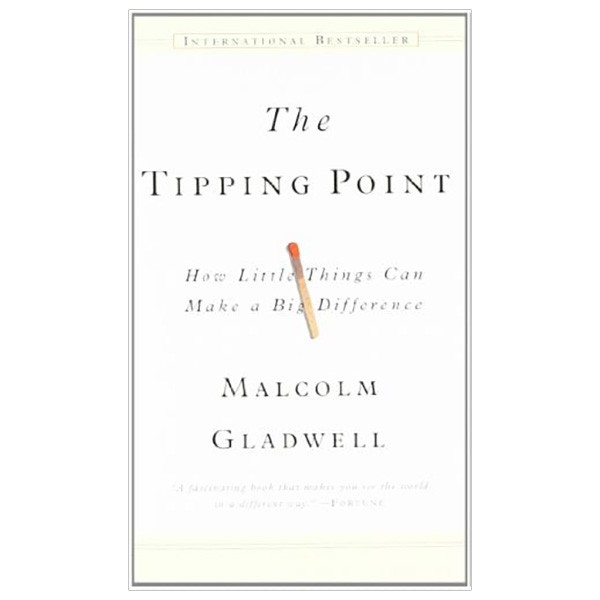 INTERNATIONAL BESTSELLER
The
TIPPING POINT
How Little Things Can
Make a Big Difference
MALCOLM
GLADWELL
"A fascinating book that makes you see the world
in a different way." —FORTUNE